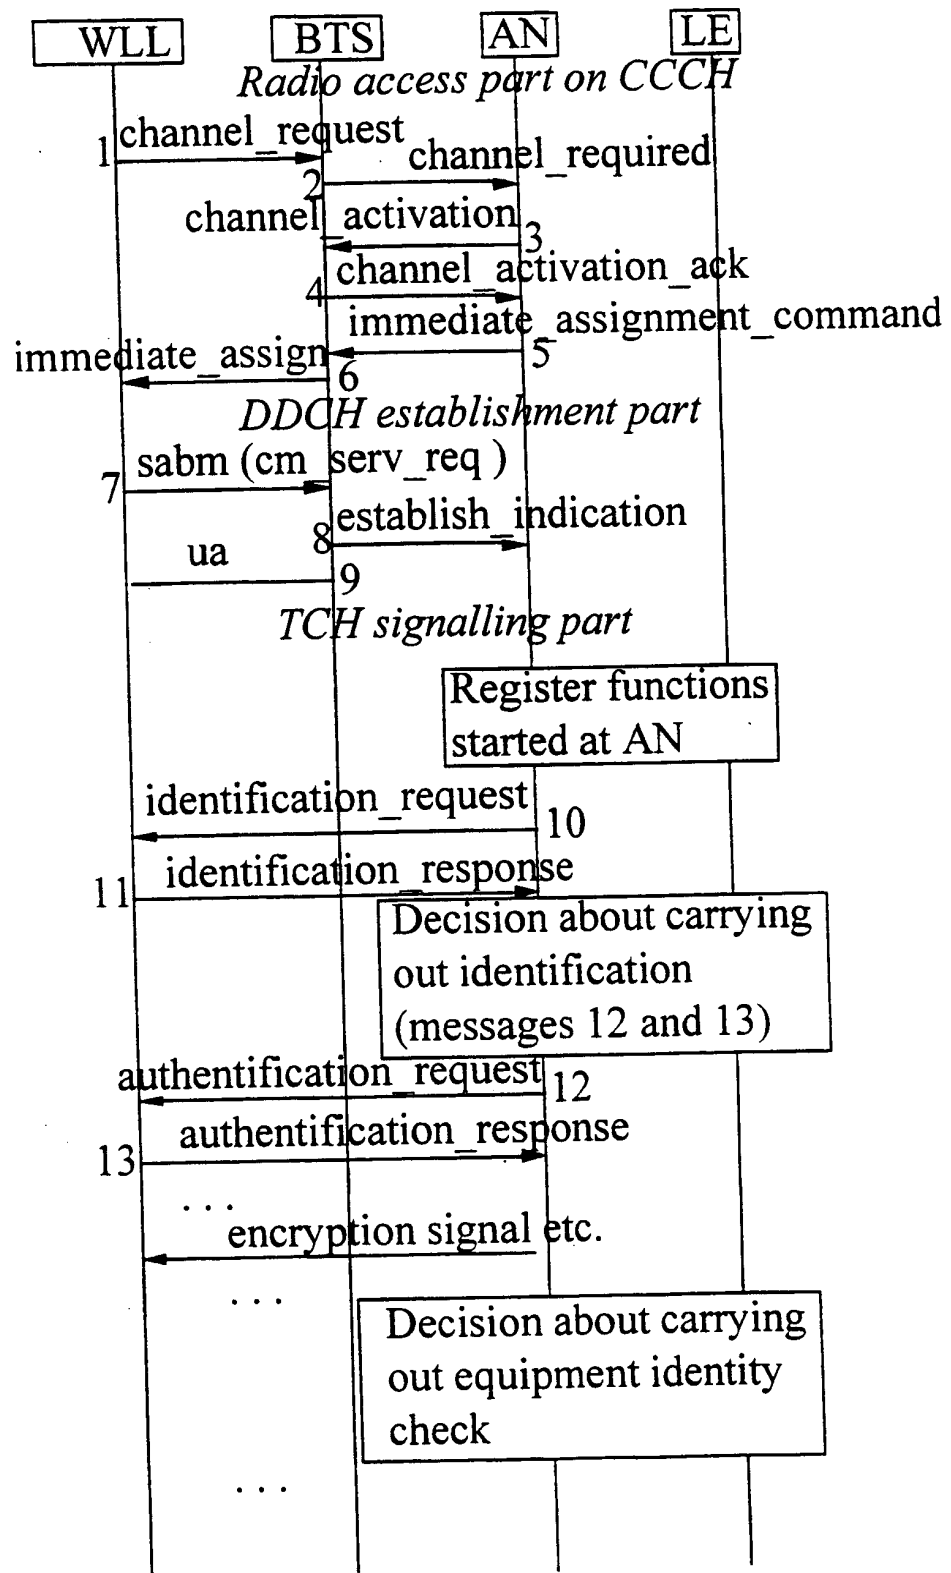 WLL BTS AN LE
Radio access part on CCCH
1 channel_request
2 channel_required
channel_activation 3
4 channel_activation_ack
immediate_assignment_command
5
immediate_assign
6
DDCH establishment part
7 sabm (cm_serv_req )
8 establish_indication
ua 9
TCH signalling part
Register functions
started at AN
identification_request
10
11 identification_response
Decision about carrying
out identification
(messages 12 and 13)
authentification_request 12
13 authentification_response
. . .
encryption signal etc.
. . .
Decision about carrying
out equipment identity
check
. . .